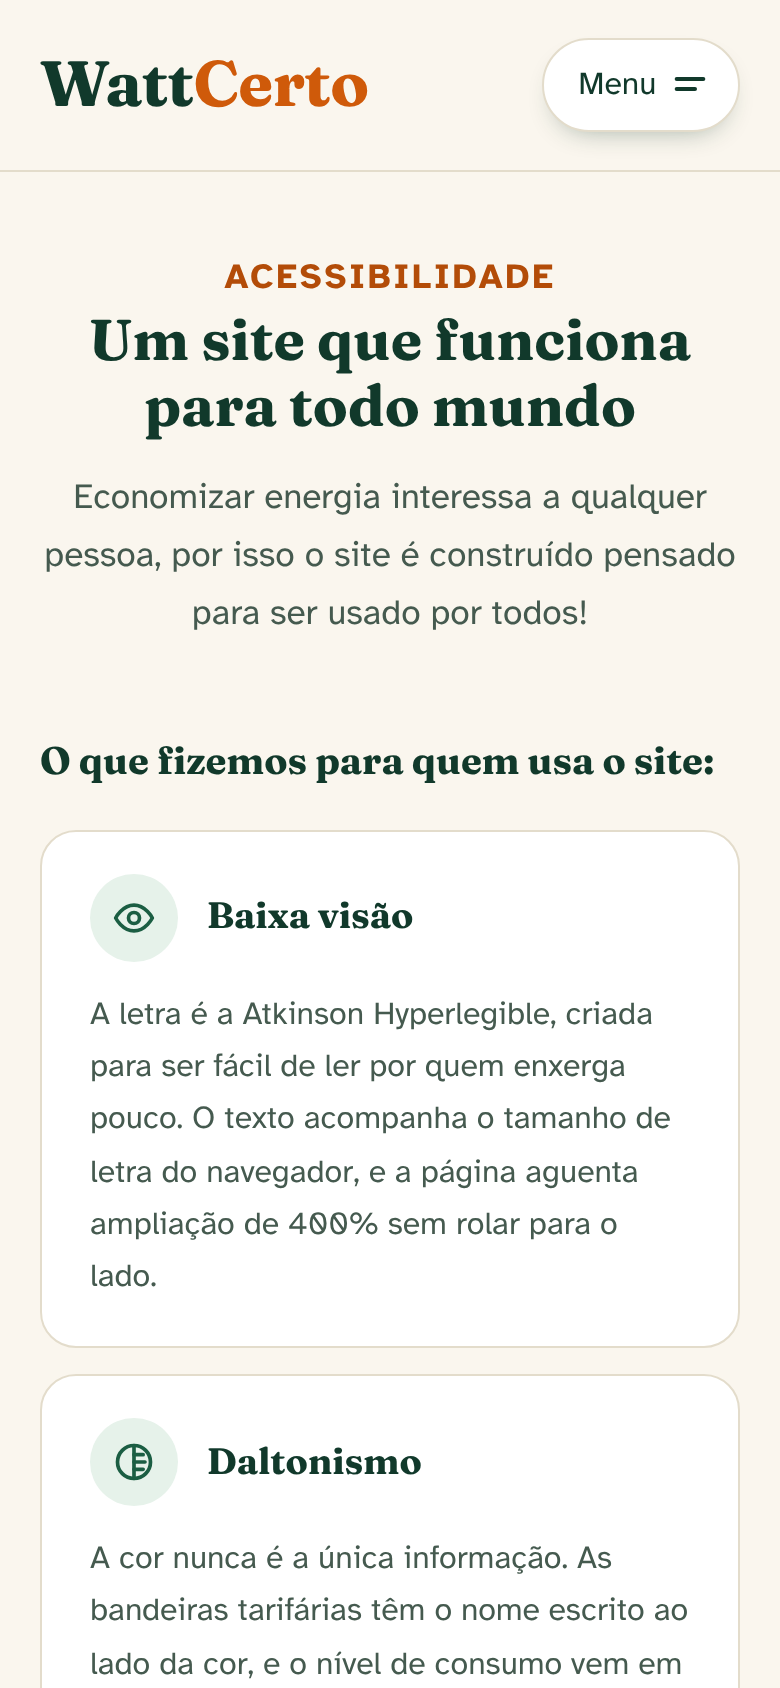 WattCerto
Menu
ACESSIBILIDADE
Um site que funciona
para todo mundo
Economizar energia interessa a qualquer
pessoa, por isso o site é construído pensado
para ser usado por todos!
O que fizemos para quem usa o site:
Baixa visão
A letra é a Atkinson Hyperlegible, criada
para ser fácil de ler por quem enxerga
pouco. O texto acompanha o tamanho de
letra do navegador, e a página aguenta
ampliação de 400% sem rolar para o
lado.
Daltonismo
A cor nunca é a única informação. As
bandeiras tarifárias têm o nome escrito ao
lado da cor, e o nível de consumo vem em